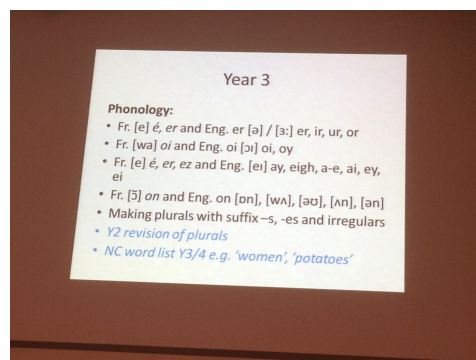 Year 3
Phonology:
• Fr. [e] é, er and Eng. er [ə] / [ɜ:] er, ir, ur, or
• Fr. [wa] oi and Eng. oi [ɔɪ] oi, oy
• Fr. [e] é, er, ez and Eng. [eɪ] ay, eigh, a-e, ai, ey,
ei
• Fr. [ɔ̃] on and Eng. on [ɒn], [wʌ], [əʊ], [ʌn], [ən]
• Making plurals with suffix –s, -es and irregulars
• Y2 revision of plurals
• NC word list Y3/4 e.g. ‘women’, ‘potatoes’